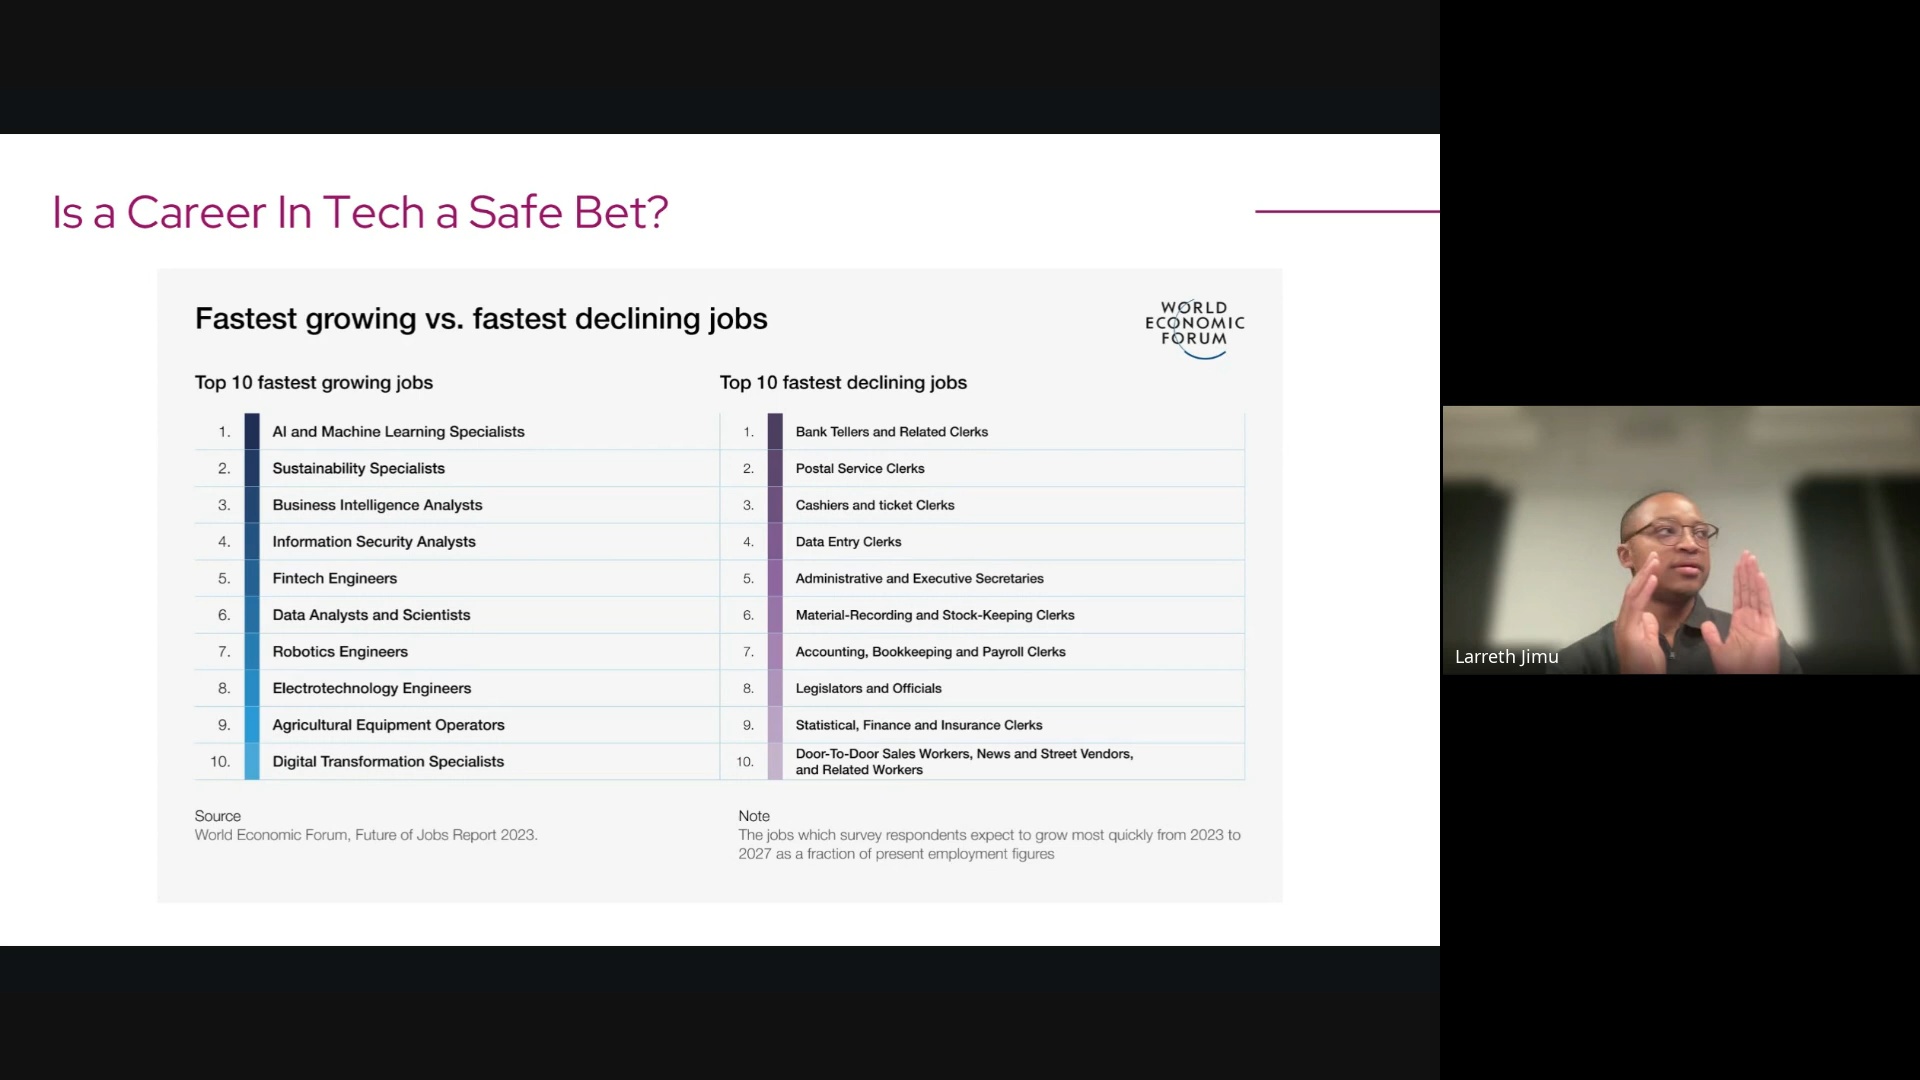 Is a Career In Tech a Safe Bet?
Fastest growing vs. fastest declining jobs
WORLD
ECONOMIC
FORUM
Top 10 fastest growing jobs
1. AI and Machine Learning Specialists
2. Sustainability Specialists
3. Business Intelligence Analysts
4. Information Security Analysts
5. Fintech Engineers
6. Data Analysts and Scientists
7. Robotics Engineers
8. Electrotechnology Engineers
9. Agricultural Equipment Operators
10. Digital Transformation Specialists
Top 10 fastest declining jobs
1. Bank Tellers and Related Clerks
2. Postal Service Clerks
3. Cashiers and ticket Clerks
4. Data Entry Clerks
5. Administrative and Executive Secretaries
6. Material-Recording and Stock-Keeping Clerks
7. Accounting, Bookkeeping and Payroll Clerks
8. Legislators and Officials
9. Statistical, Finance and Insurance Clerks
10. Door-To-Door Sales Workers, News and Street Vendors,
and Related Workers
Source
World Economic Forum, Future of Jobs Report 2023.
Note
The jobs which survey respondents expect to grow most quickly from 2023 to
2027 as a fraction of present employment figures
Larreth Jimu